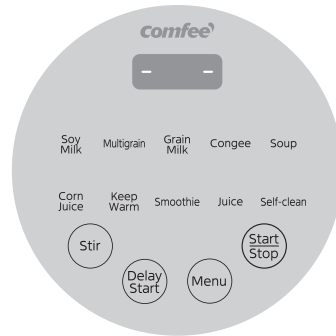 comfee'
Soy Milk Multigrain Grain Milk Congee Soup
Corn Juice Keep Warm Smoothie Juice Self-clean
Stir Delay Start Menu Start Stop